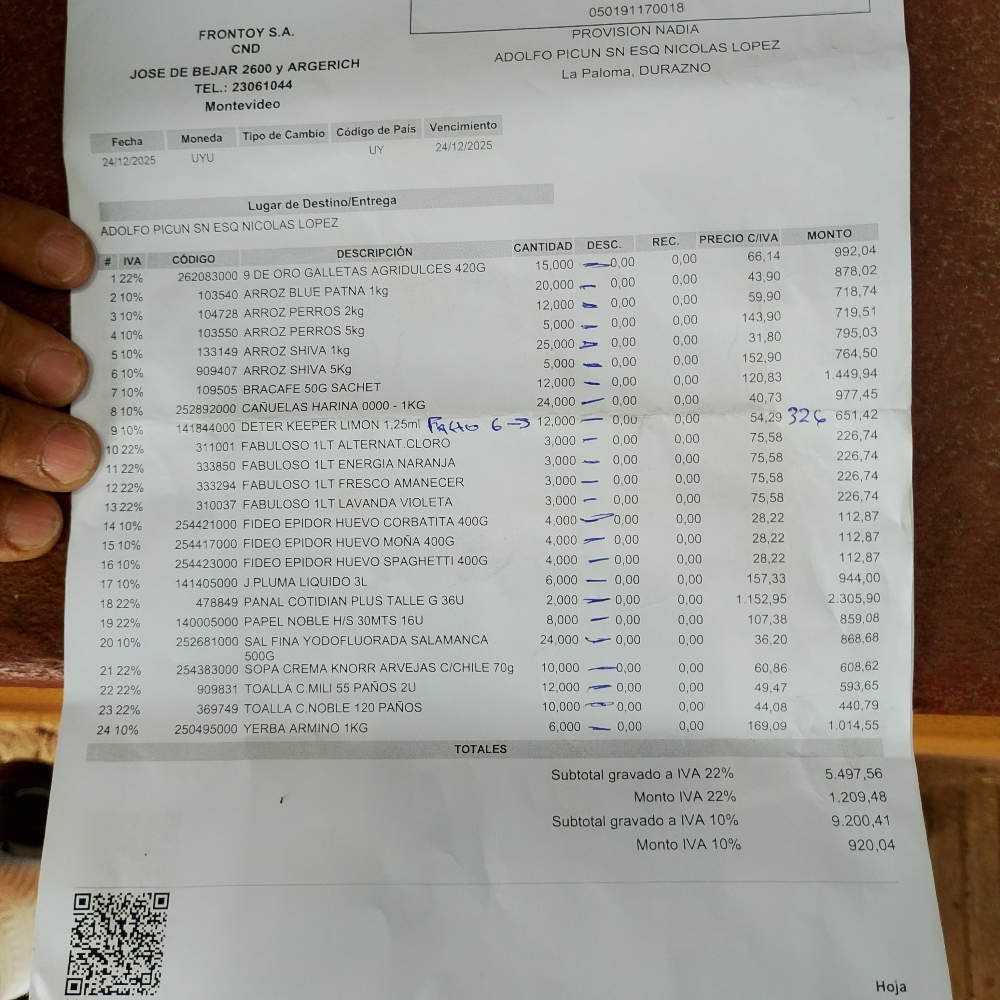 050191170018
FRONTOY S.A.
CND
JOSE DE BEJAR 2600 y ARGERICH
TEL.: 23061044
Montevideo
PROVISION NADIA
ADOLFO PICUN SN ESQ NICOLAS LOPEZ
La Paloma, DURAZNO
Fecha Moneda Tipo de Cambio Código de País Vencimiento
24/12/2025 UYU UY 24/12/2025
Lugar de Destino/Entrega
ADOLFO PICUN SN ESQ NICOLAS LOPEZ
# IVA CÓDIGO DESCRIPCIÓN CANTIDAD DESC. REC. PRECIO C/IVA MONTO
1 22% 262083000 9 DE ORO GALLETAS AGRIDULCES 420G 15,000 0,00 0,00 66,14 992,04
2 10% 103540 ARROZ BLUE PATNA 1kg 20,000 0,00 0,00 43,90 878,02
3 10% 104728 ARROZ PERROS 2kg 12,000 0,00 0,00 59,90 718,74
4 10% 103550 ARROZ PERROS 5kg 5,000 0,00 0,00 143,90 719,51
5 10% 133149 ARROZ SHIVA 1kg 25,000 0,00 0,00 31,80 795,03
6 10% 909407 ARROZ SHIVA 5Kg 5,000 0,00 0,00 152,90 764,50
7 10% 109505 BRACAFE 50G SACHET 12,000 0,00 0,00 120,83 1.449,94
8 10% 252892000 CAÑUELAS HARINA 0000 - 1KG 24,000 0,00 0,00 40,73 977,45
9 10% 141844000 DETER KEEPER LIMON 1,25ml FALTO 6 → 12,000 0,00 0,00 54,29 326 651,42
10 22% 311001 FABULOSO 1LT ALTERNAT.CLORO 3,000 0,00 0,00 75,58 226,74
11 22% 333850 FABULOSO 1LT ENERGIA NARANJA 3,000 0,00 0,00 75,58 226,74
12 22% 333294 FABULOSO 1LT FRESCO AMANECER 3,000 0,00 0,00 75,58 226,74
13 22% 310037 FABULOSO 1LT LAVANDA VIOLETA 3,000 0,00 0,00 75,58 226,74
14 10% 254421000 FIDEO EPIDOR HUEVO CORBATITA 400G 4,000 0,00 0,00 28,22 112,87
15 10% 254417000 FIDEO EPIDOR HUEVO MOÑA 400G 4,000 0,00 0,00 28,22 112,87
16 10% 254423000 FIDEO EPIDOR HUEVO SPAGHETTI 400G 4,000 0,00 0,00 28,22 112,87
17 10% 141405000 J.PLUMA LIQUIDO 3L 6,000 0,00 0,00 157,33 944,00
18 22% 478849 PANAL COTIDIAN PLUS TALLE G 36U 2,000 0,00 0,00 1.152,95 2.305,90
19 22% 140005000 PAPEL NOBLE H/S 30MTS 16U 8,000 0,00 0,00 107,38 859,08
20 10% 252681000 SAL FINA YODOFLUORADA SALAMANCA 24,000 0,00 0,00 36,20 868,68
500G
21 22% 254383000 SOPA CREMA KNORR ARVEJAS C/CHILE 70g 10,000 0,00 0,00 60,86 608,62
22 22% 909831 TOALLA C.MILI 55 PAÑOS 2U 12,000 0,00 0,00 49,47 593,65
23 22% 369749 TOALLA C.NOBLE 120 PAÑOS 10,000 0,00 0,00 44,08 440,79
24 10% 250495000 YERBA ARMINO 1KG 6,000 0,00 0,00 169,09 1.014,55
TOTALES
Subtotal gravado a IVA 22% 5.497,56
Monto IVA 22% 1.209,48
Subtotal gravado a IVA 10% 9.200,41
Monto IVA 10% 920,04
Hoja